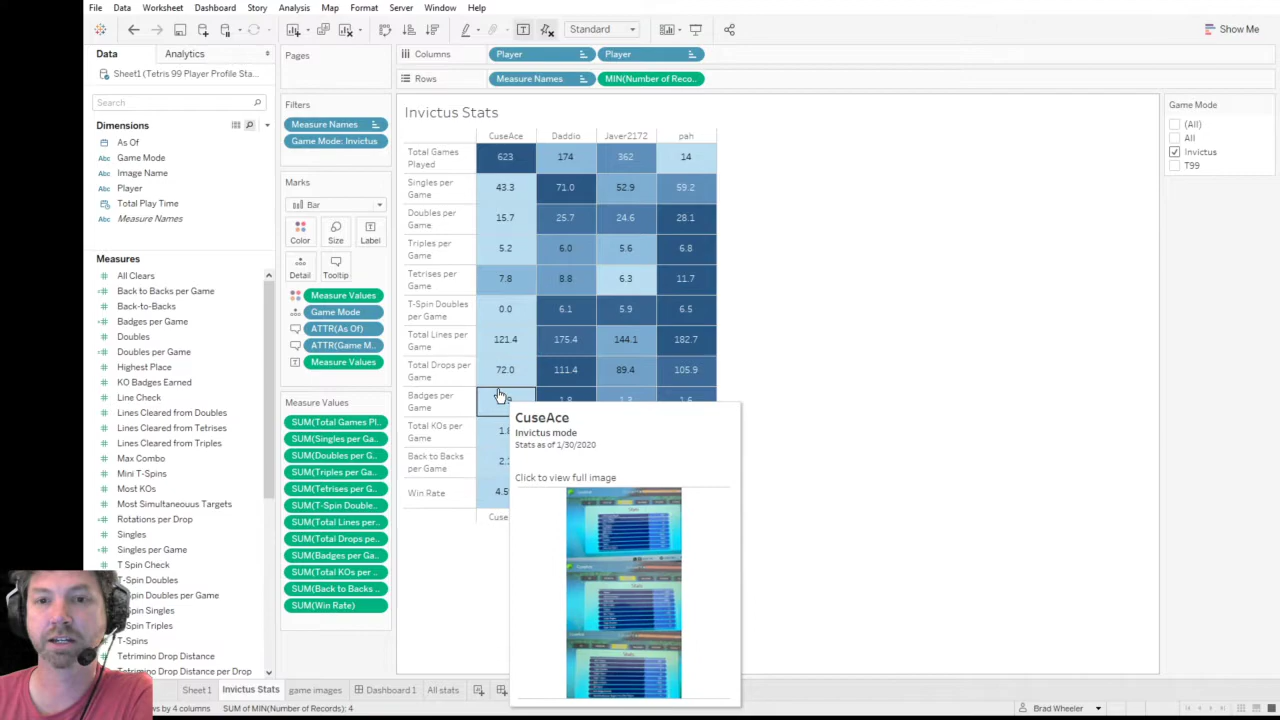 File Data Worksheet Dashboard Story Analysis Map Format Server Window Help
Standard
Show Me
Data Analytics
Sheet1 (Tetris 99 Player Profile Sta...
Search
Dimensions
As Of
Abc Game Mode
Abc Image Name
Abc Player
Total Play Time
Abc Measure Names
Measures
All Clears
Back to Backs per Game
Back-to-Backs
Badges per Game
Doubles
Doubles per Game
Highest Place
KO Badges Earned
Line Check
Lines Cleared from Doubles
Lines Cleared from Tetrises
Lines Cleared from Triples
Max Combo
Mini T-Spins
Most KOs
Most Simultaneous Targets
Rotations per Drop
Singles
Singles per Game
T Spin Check
T-Spin Doubles
T-Spin Doubles per Game
T-Spin Singles
T-Spin Triples
T-Spins
Tetrimino Drop Distance
Tetrimino Drop Distance per Drop
Pages
Filters
Measure Names
Game Mode: Invictus
Marks
Bar
Color Size Label
Detail Tooltip
Measure Values
Game Mode
ATTR(As Of)
ATTR(Game M..
Measure Values
Measure Values
SUM(Total Games Pl..
SUM(Singles per Ga..
SUM(Doubles per G..
SUM(Triples per Ga..
SUM(Tetrises per G..
SUM(T-Spin Double..
SUM(Total Lines per..
SUM(Total Drops pe..
SUM(Badges per Ga..
SUM(Total KOs per ..
SUM(Back to Backs ..
SUM(Win Rate)
Columns Player Player
Rows Measure Names MIN(Number of Reco..
Invictus Stats
CuseAce Daddio Javer2172 pah
Total Games Played 623 174 362 14
Singles per Game 43.3 71.0 52.9 59.2
Doubles per Game 15.7 25.7 24.6 28.1
Triples per Game 5.2 6.0 5.6 6.8
Tetrises per Game 7.8 8.8 6.3 11.7
T-Spin Doubles per Game 0.0 6.1 5.9 6.5
Total Lines per Game 121.4 175.4 144.1 182.7
Total Drops per Game 72.0 111.4 89.4 105.9
Badges per Game
Total KOs per Game
Back to Backs per Game
Win Rate
CuseAce
Invictus mode
Stats as of 1/30/2020
Click to view full image
Game Mode
(All)
All
Invictus
T99
Sheet 1 Invictus Stats game image Dashboard 1 All stats
by 4 columns SUM of MIN(Number of Records): 4
Brad Wheeler